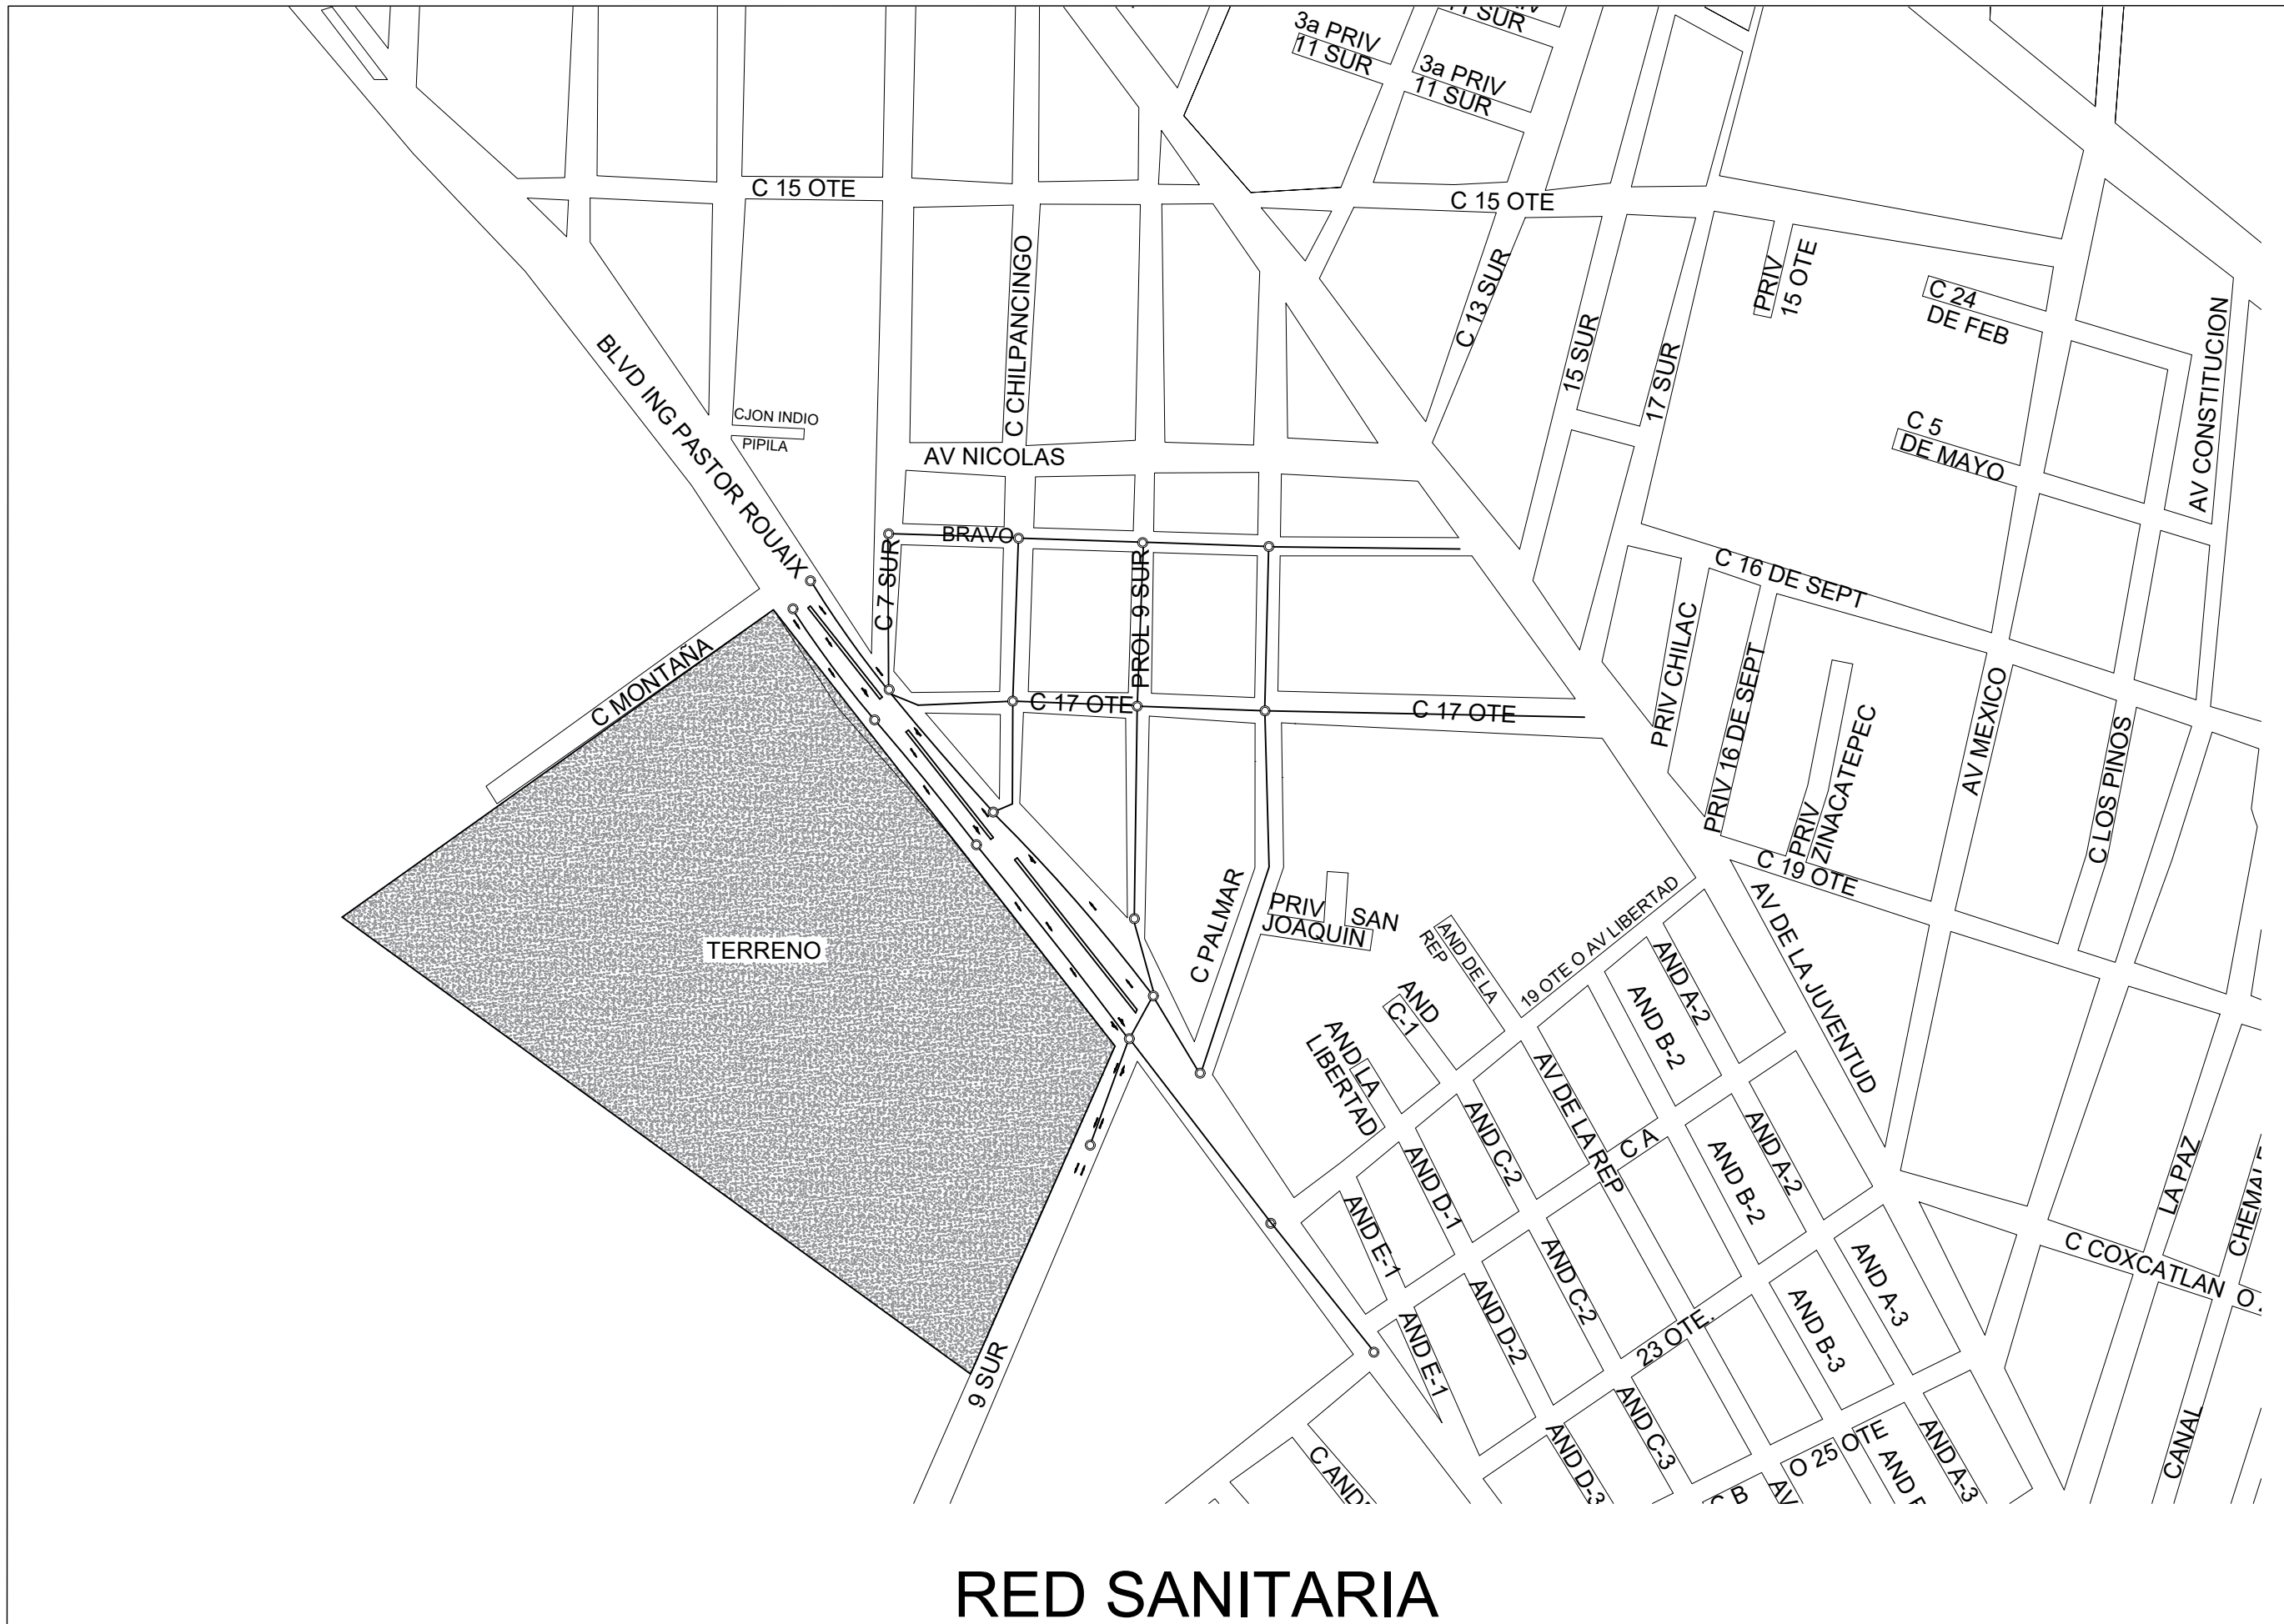 3a PRIV
11 SUR
11 SUR
3a PRIV
11 SUR
C 15 OTE
C 15 OTE
C CHILPANCINGO
C 13 SUR
15 SUR
17 SUR
PRIV
15 OTE
C 24
DE FEB
AV CONSTITUCION
BLVD ING PASTOR ROUAIX
CJON INDIO
PIPILA
AV NICOLAS
BRAVO
C 5
DE MAYO
C 7 SUR
PROL 9 SUR
C 16 DE SEPT
PRIV CHILAC
PRIV 16 DE SEPT
C MONTAÑA
C 17 OTE
C 17 OTE
AV MEXICO
C LOS PINOS
PRIV
ZINACATEPEC
C 19 OTE
TERRENO
C PALMAR
PRIV SAN
JOAQUIN
AND DE LA
REP
19 OTE O AV LIBERTAD
AV DE LA JUVENTUD
AND
C-1
AND LA
LIBERTAD
AND A-2
AND B-2
AV DE LA REP
C A
AND C-2
AND D-1
AND E-1
AND A-2
AND B-2
LA PAZ
C COXCATLAN O
AND C-2
AND D-2
AND E-1
23 OTE.
AND A-3
AND B-3
9 SUR
AND C-3
AND D-3
O 25 OTE
AND A-3
AND
AV
B
CANAL
RED SANITARIA